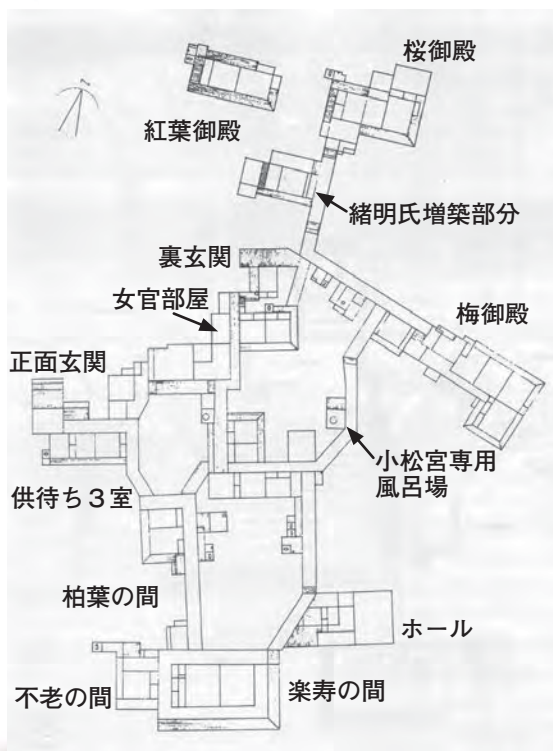 桜御殿
紅葉御殿
緒明氏増築部分
裏玄関
女官部屋
梅御殿
正面玄関
小松宮専用
風呂場
供待ち3室
柏葉の間
ホール
不老の間
楽寿の間